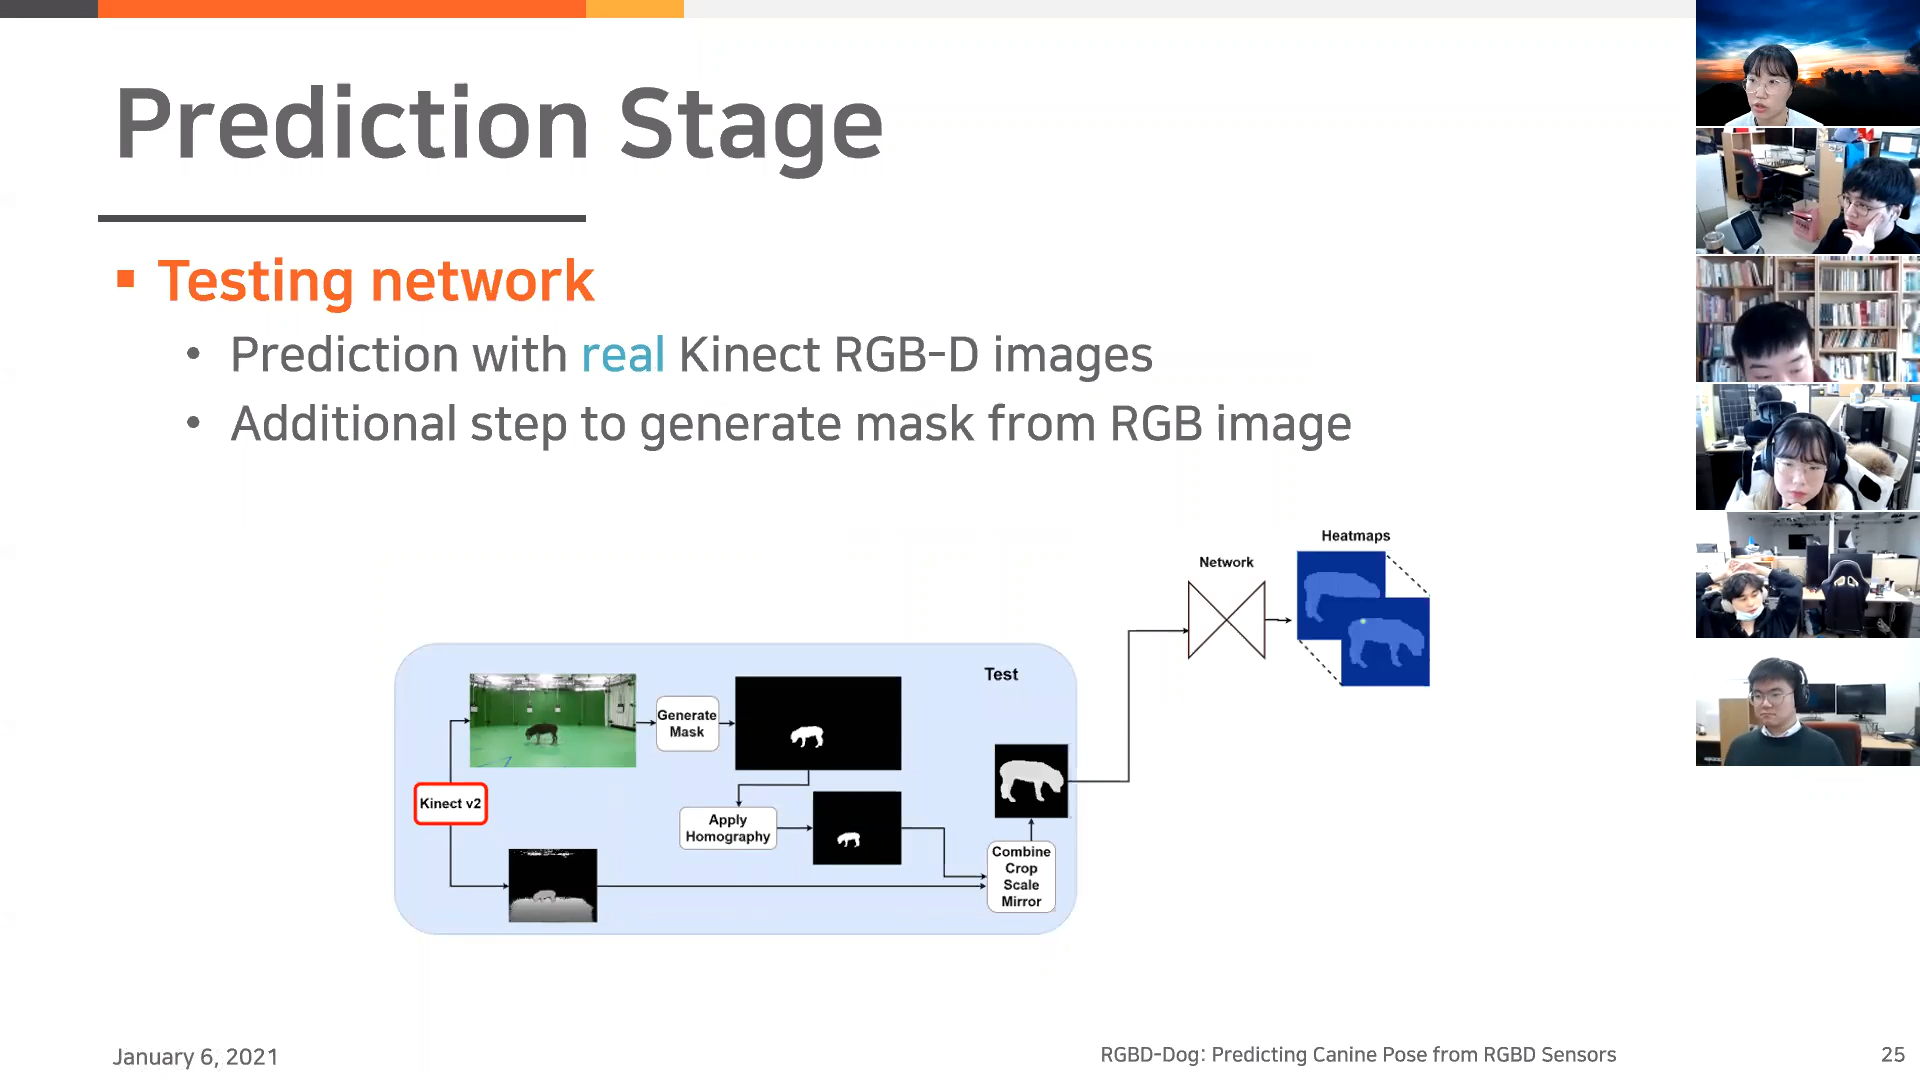 Prediction Stage
Testing network
Prediction with real Kinect RGB-D images
Additional step to generate mask from RGB image
Heatmaps
Network
Test
Generate
Mask
Kinect v2
Apply
Homography
Combine
Crop
Scale
Mirror
January 6, 2021
RGBD-Dog: Predicting Canine Pose from RGBD Sensors
25